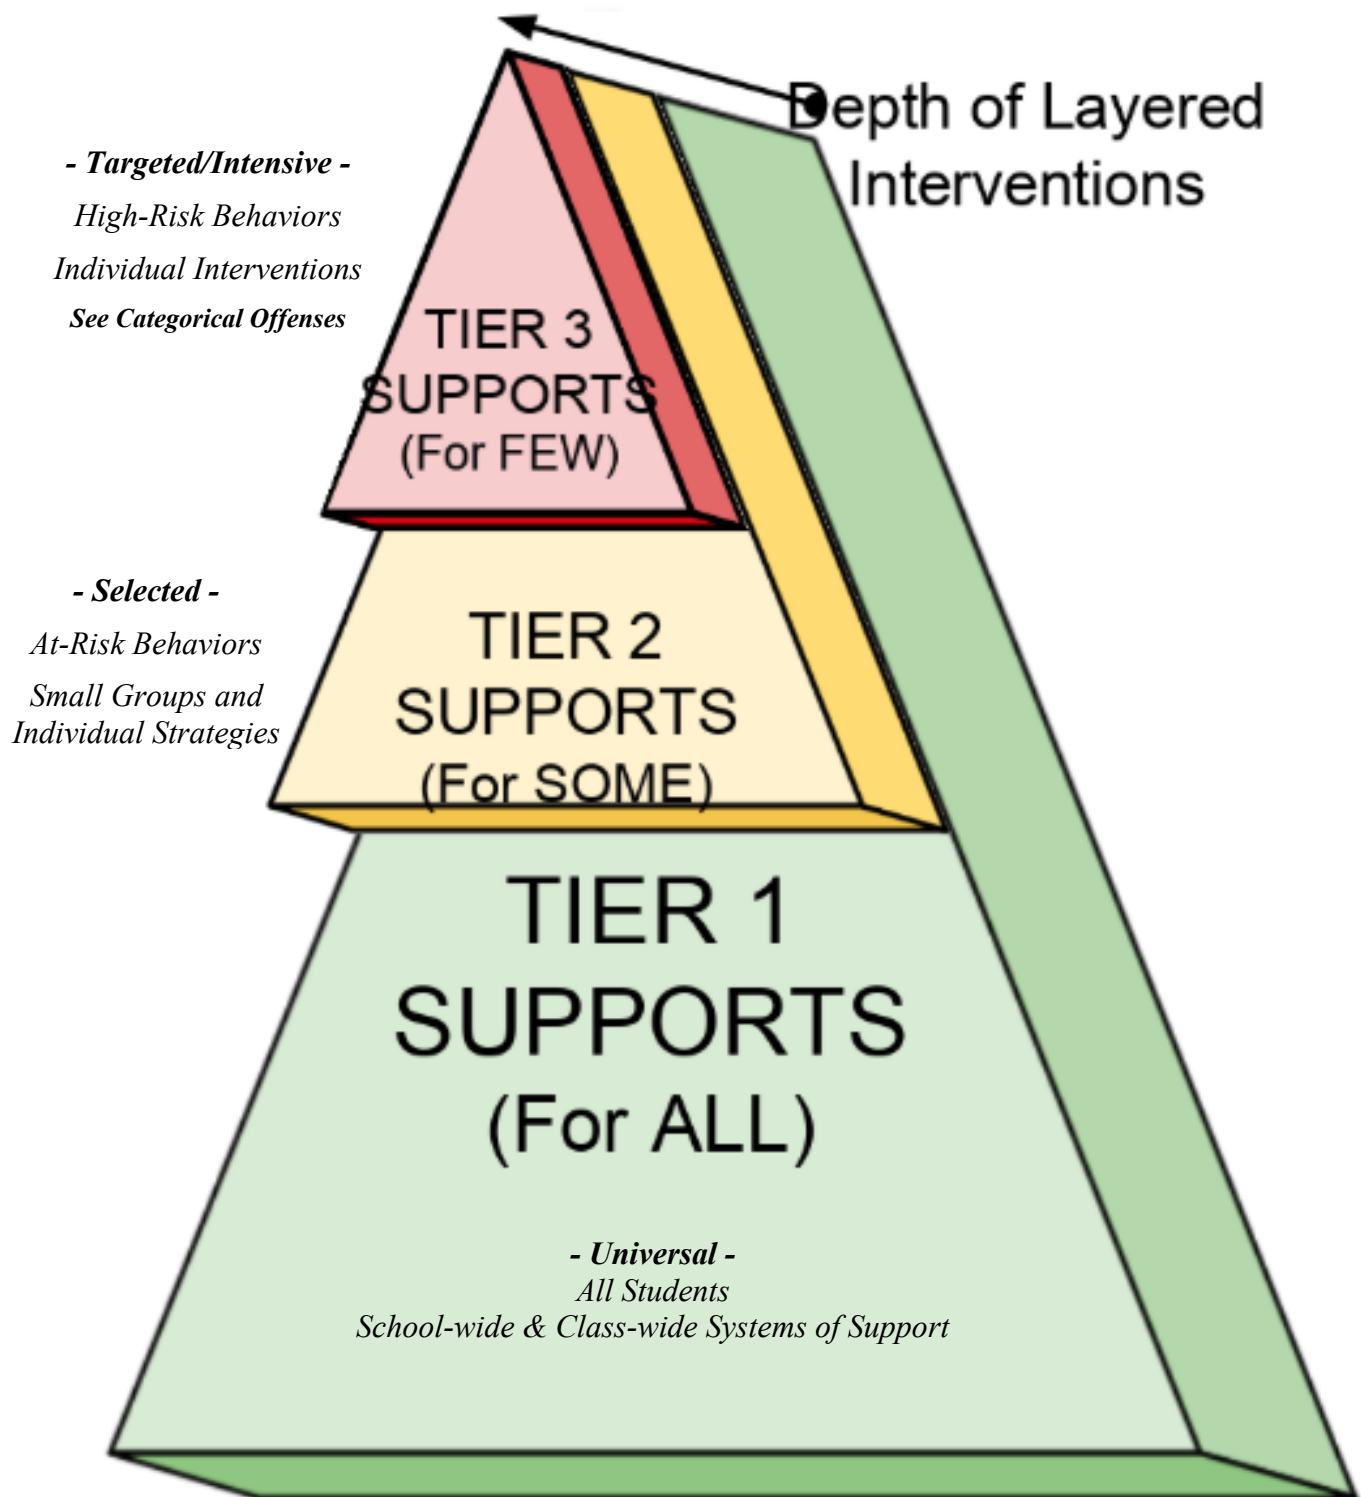 Depth of Layered
Interventions
- Targeted/Intensive -
High-Risk Behaviors
Individual Interventions
See Categorical Offenses
TIER 3
SUPPORTS
(For FEW)
- Selected -
At-Risk Behaviors
Small Groups and
Individual Strategies
TIER 2
SUPPORTS
(For SOME)
TIER 1
SUPPORTS
(For ALL)
- Universal -
All Students
School-wide & Class-wide Systems of Support